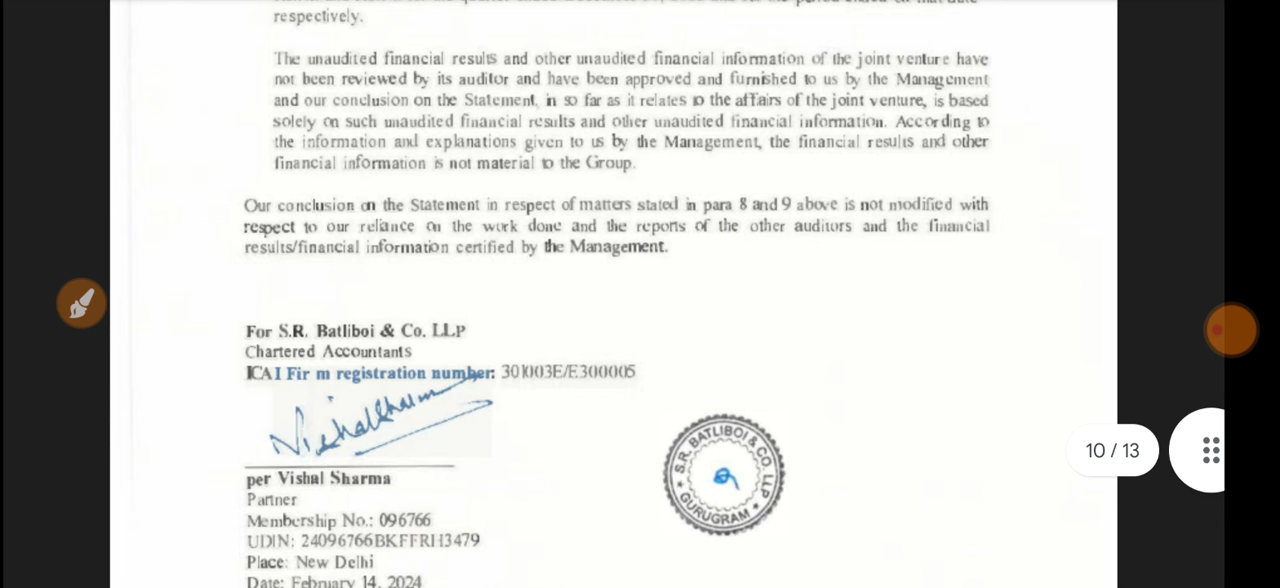 respectively.
The unaudited financial results and other unaudited financial information of the joint venture have
not been reviewed by its auditor and have been approved and furnished to us by the Management
and our conclusion on the Statement, in so far as it relates to the affairs of the joint venture, is based
solely on such unaudited financial results and other unaudited financial information. According to
the information and explanations given to us by the Management, the financial results and other
financial information is not material to the Group.
Our conclusion on the Statement in respect of matters stated in para 8 and 9 above is not modified with
respect to our reliance on the work done and the reports of the other auditors and the financial
results/financial information certified by the Management.
For S.R. Batliboi & Co. LLP
Chartered Accountants
ICAI Firm registration number: 301003E/E300005
Vishal Sharma
S.R. BATLIBOI & CO. LLP
* GURUGRAM *
per Vishal Sharma
Partner
Membership No.: 096766
UDIN: 24096766BKFFRH3479
Place: New Delhi
Date: February 14, 2024
10 / 13